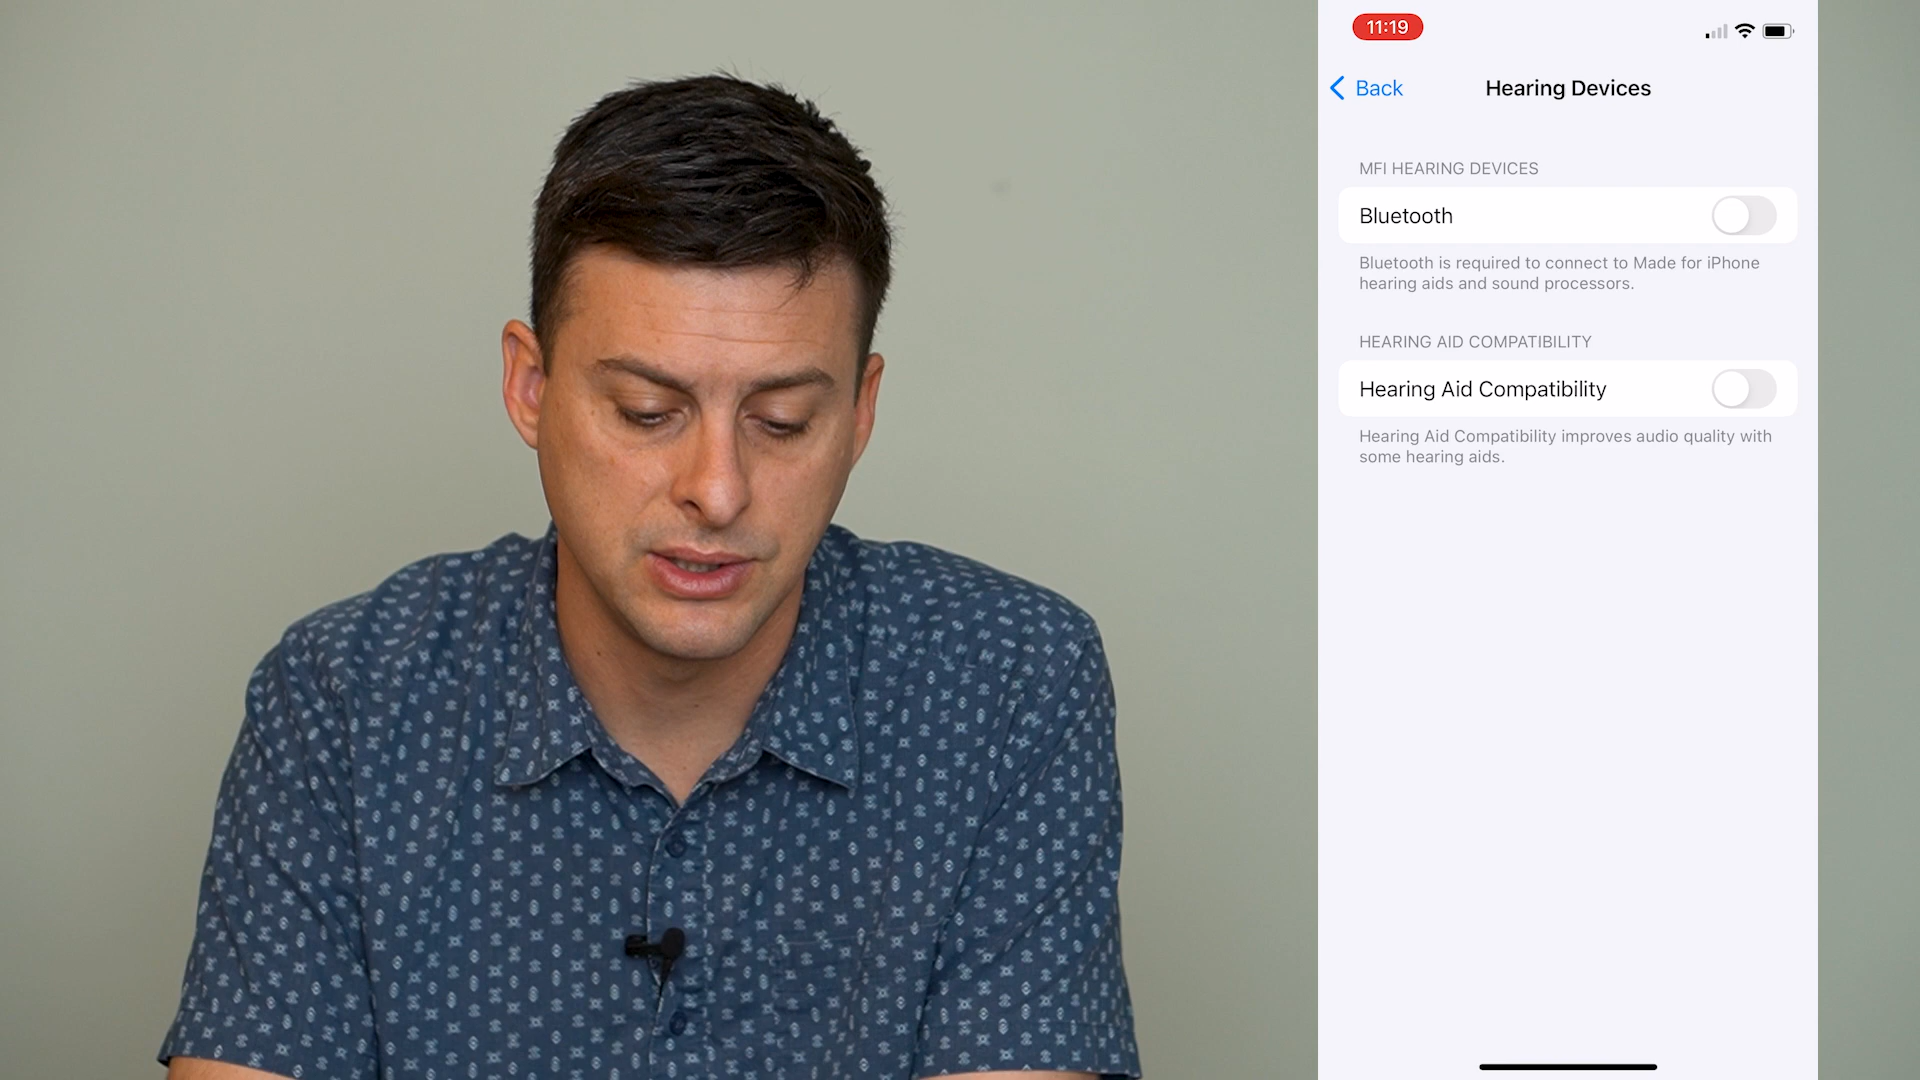 11:19
Back
Hearing Devices
MFI HEARING DEVICES
Bluetooth
Bluetooth is required to connect to Made for iPhone
hearing aids and sound processors.
HEARING AID COMPATIBILITY
Hearing Aid Compatibility
Hearing Aid Compatibility improves audio quality with
some hearing aids.